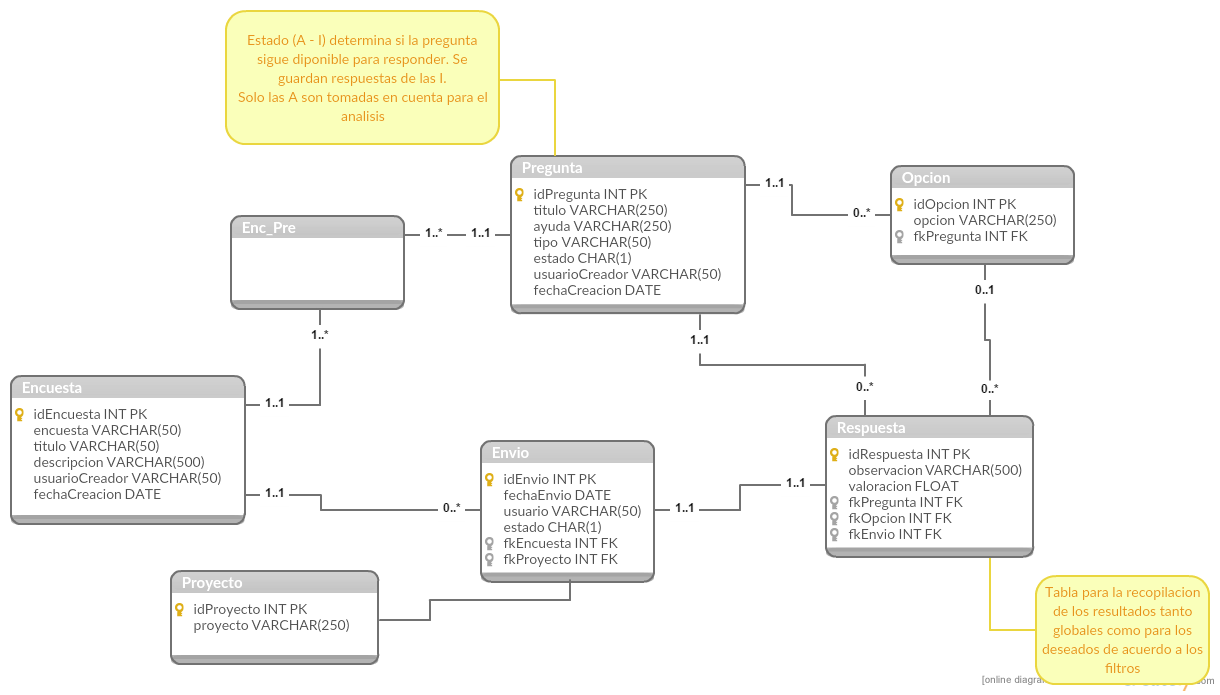 Estado (A - I) determina si la pregunta
sigue diponible para responder. Se
guardan respuestas de las I.
Solo las A son tomadas en cuenta para el
analisis
Pregunta
idPregunta INT PK
titulo VARCHAR(250)
ayuda VARCHAR(250)
tipo VARCHAR(50)
estado CHAR(1)
usuarioCreador VARCHAR(50)
fechaCreacion DATE
1..1
0..*
Opcion
idOpcion INT PK
opcion VARCHAR(250)
fkPregunta INT FK
Enc_Pre
1..*
1..1
1..*
1..1
0..*
0..1
0..*
Encuesta
idEncuesta INT PK
encuesta VARCHAR(50)
titulo VARCHAR(50)
descripcion VARCHAR(500)
usuarioCreador VARCHAR(50)
fechaCreacion DATE
1..1
1..1
0..*
Envio
idEnvio INT PK
fechaEnvio DATE
usuario VARCHAR(50)
estado CHAR(1)
fkEncuesta INT FK
fkProyecto INT FK
1..1
1..1
Respuesta
idRespuesta INT PK
observacion VARCHAR(500)
valoracion FLOAT
fkPregunta INT FK
fkOpcion INT FK
fkEnvio INT FK
Proyecto
idProyecto INT PK
proyecto VARCHAR(250)
Tabla para la recopilacion
de los resultados tanto
globales como para los
deseados de acuerdo a los
filtros
[online